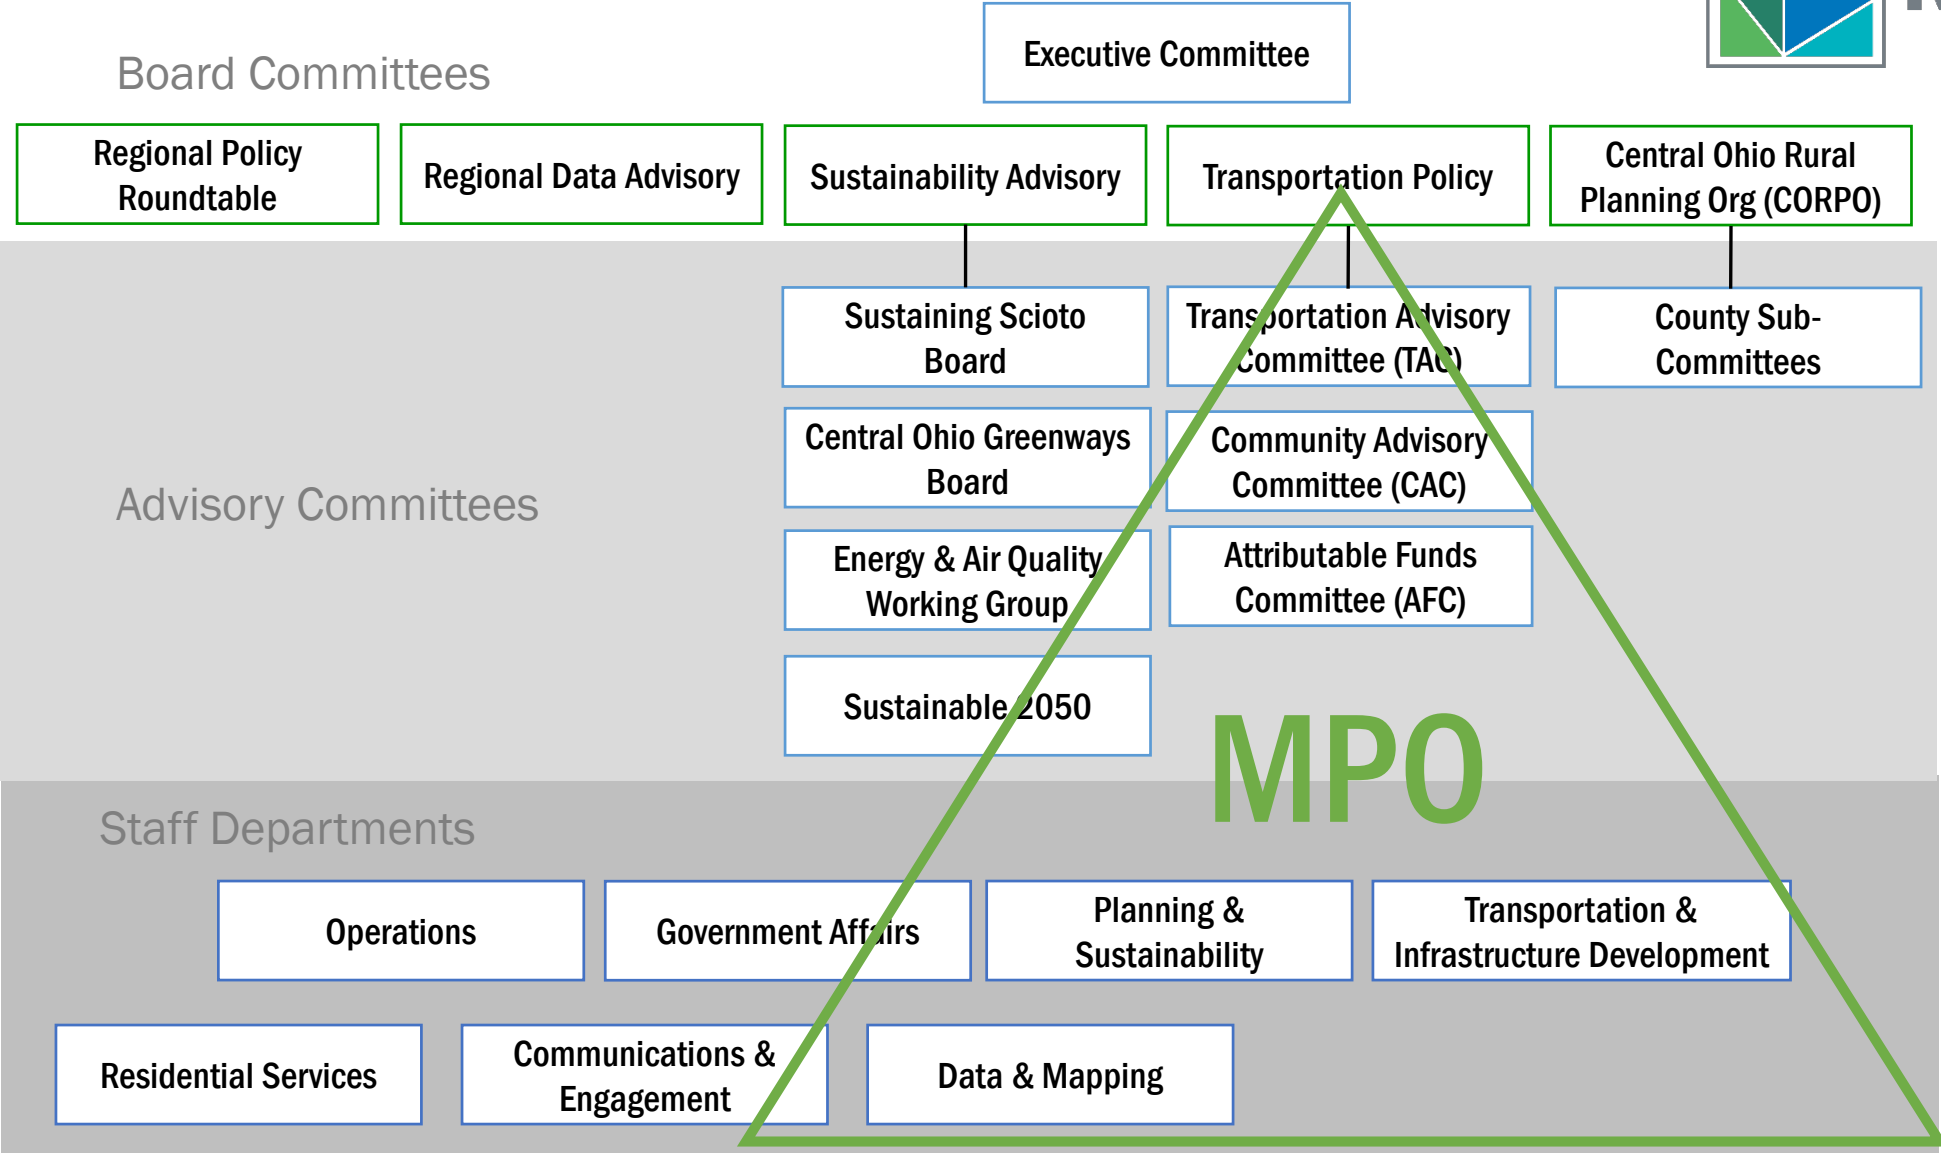 Board Committees
Executive Committee
Regional Policy
Roundtable
Regional Data Advisory
Sustainability Advisory
Transportation Policy
Central Ohio Rural
Planning Org (CORPO)
Advisory Committees
Sustaining Scioto
Board
Transportation Advisory
Committee (TAC)
County Sub-
Committees
Central Ohio Greenways
Board
Community Advisory
Committee (CAC)
Energy & Air Quality
Working Group
Attributable Funds
Committee (AFC)
Sustainable 2050
MPO
Staff Departments
Operations
Government Affairs
Planning &
Sustainability
Transportation &
Infrastructure Development
Residential Services
Communications &
Engagement
Data & Mapping